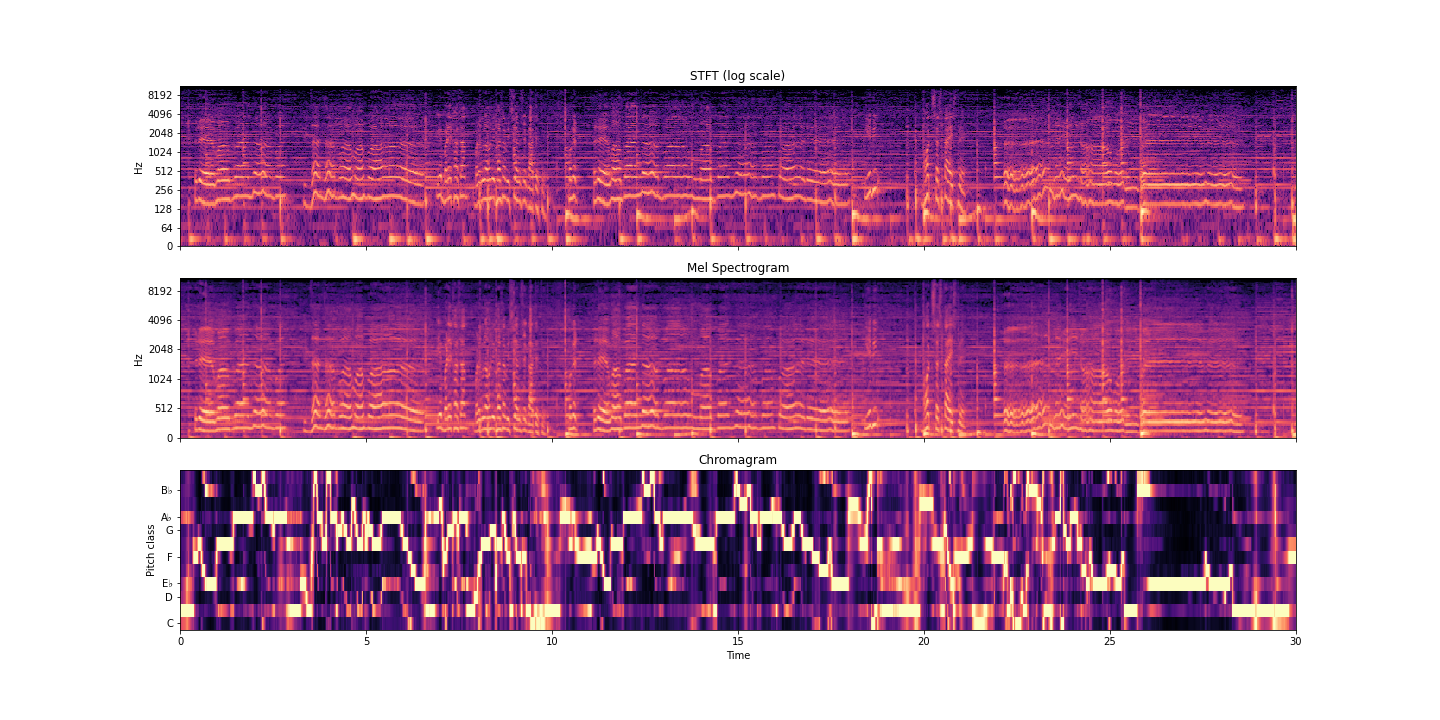 STFT (log scale)
8192
4096
2048
1024
512
256
128
64
0
Hz
Mel Spectrogram
8192
4096
2048
1024
512
0
Hz
Chromagram
B♭
A♭
G
F
E♭
D
C
Pitch class
0 5 10 15 20 25 30
Time